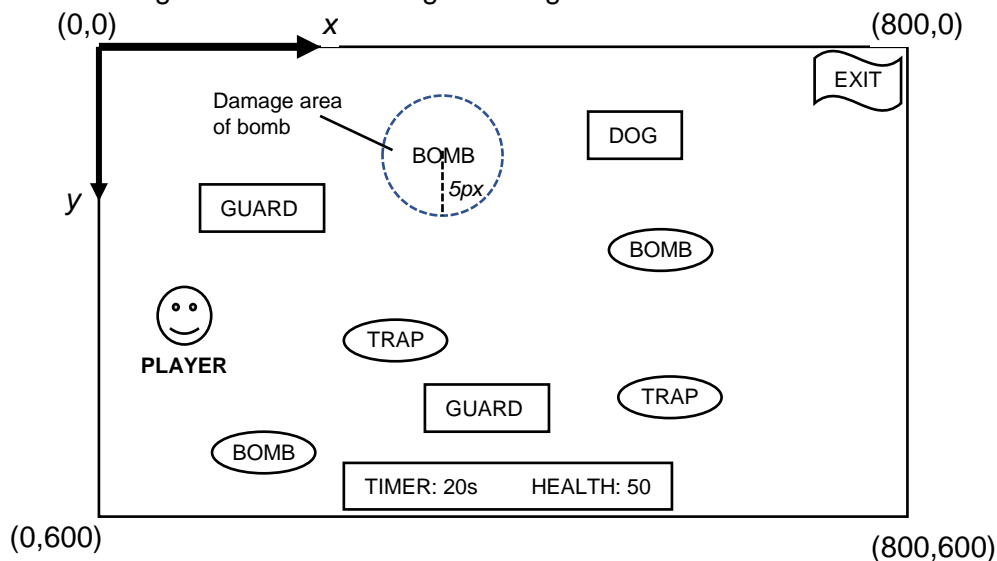 (0,0)
x
(800,0)
EXIT
Damage area
of bomb
BOMB
DOG
5px
y
GUARD
BOMB
TRAP
PLAYER
TRAP
GUARD
BOMB
TIMER: 20s HEALTH: 50
(0,600)
(800,600)